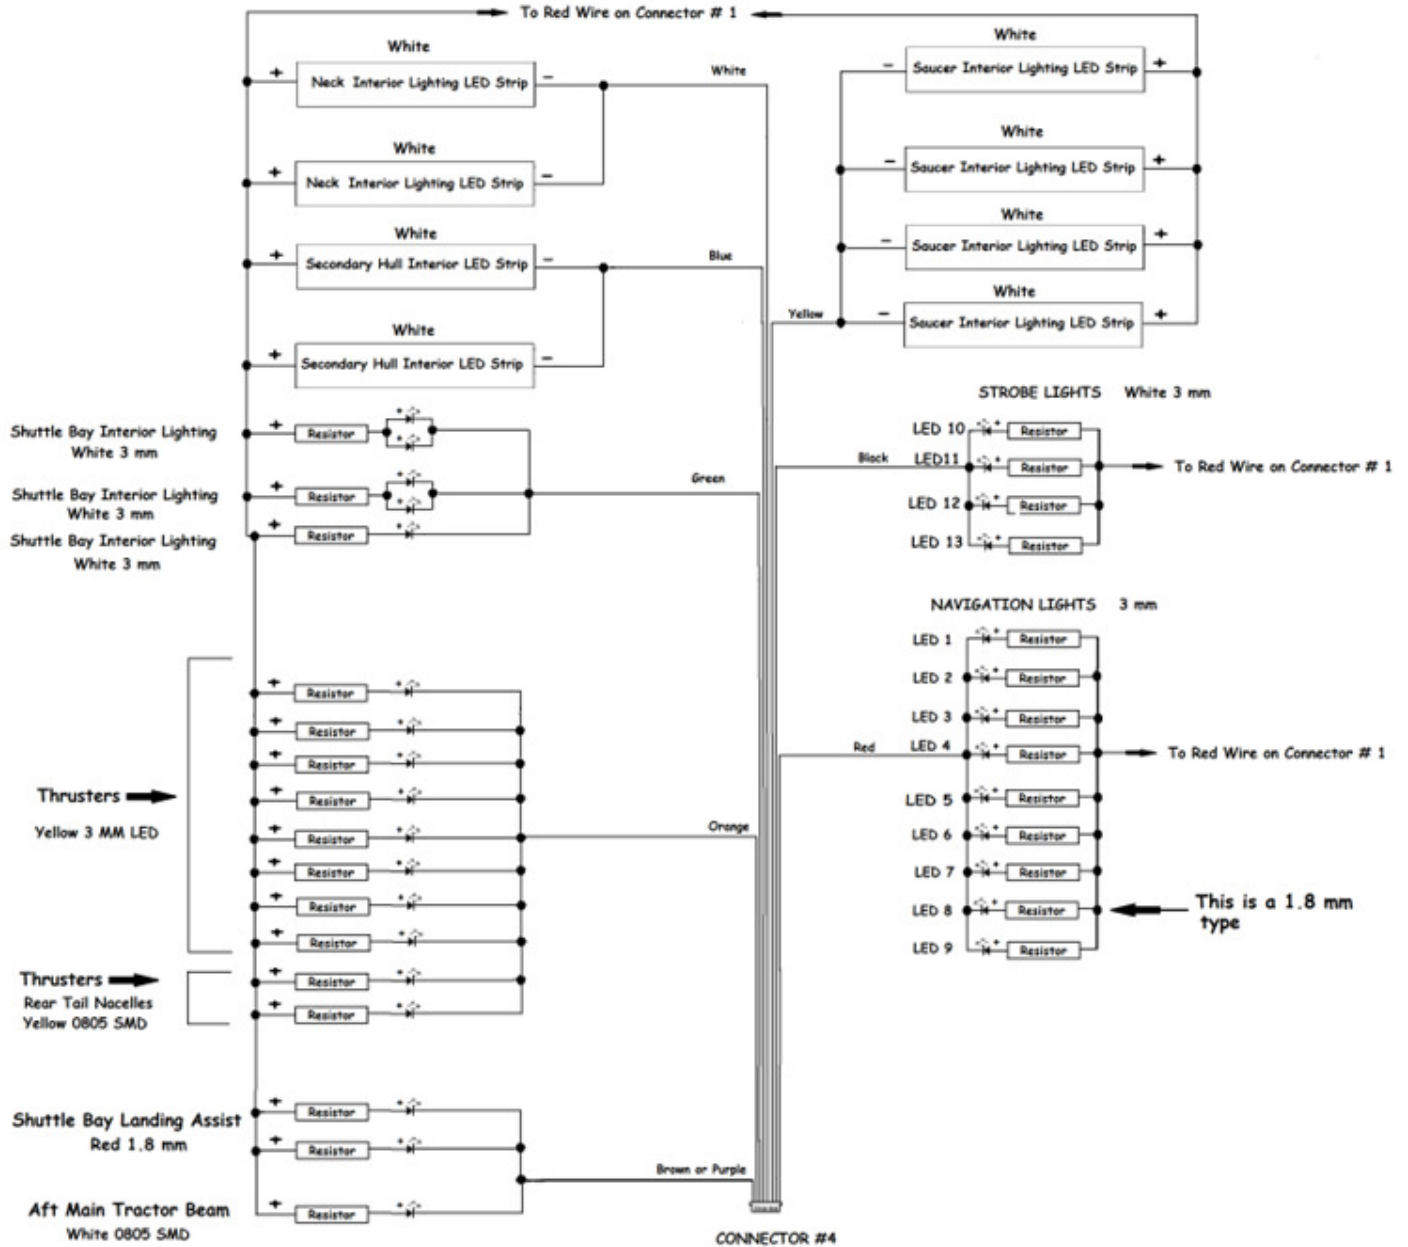 To Red Wire on Connector # 1
White
+ Neck Interior Lighting LED Strip -
White
White
+ Neck Interior Lighting LED Strip -
White
+ Secondary Hull Interior LED Strip -
Blue
White
+ Secondary Hull Interior LED Strip -
White
- Saucer Interior Lighting LED Strip +
White
- Saucer Interior Lighting LED Strip +
White
- Saucer Interior Lighting LED Strip +
White
Yellow
- Saucer Interior Lighting LED Strip +
Shuttle Bay Interior Lighting
White 3 mm
+ Resistor + +
Shuttle Bay Interior Lighting
White 3 mm
+ Resistor + +
Green
Shuttle Bay Interior Lighting
White 3 mm
+ Resistor +
STROBE LIGHTS White 3 mm
LED 10 + Resistor
Black
LED11 + Resistor
To Red Wire on Connector # 1
LED 12 + Resistor
LED 13 + Resistor
NAVIGATION LIGHTS 3 mm
LED 1 + Resistor
LED 2 + Resistor
LED 3 + Resistor
Red
LED 4 + Resistor
To Red Wire on Connector # 1
LED 5 + Resistor
LED 6 + Resistor
LED 7 + Resistor
LED 8 + Resistor
This is a 1.8 mm
type
LED 9 + Resistor
Thrusters
Yellow 3 MM LED
+ Resistor +
+ Resistor +
+ Resistor +
+ Resistor +
+ Resistor +
Orange
+ Resistor +
+ Resistor +
+ Resistor +
Thrusters
Rear Tail Nacelles
Yellow 0805 SMD
+ Resistor +
+ Resistor +
Shuttle Bay Landing Assist
Red 1.8 mm
+ Resistor +
+ Resistor +
Brown or Purple
Aft Main Tractor Beam
White 0805 SMD
+ Resistor +
CONNECTOR #4